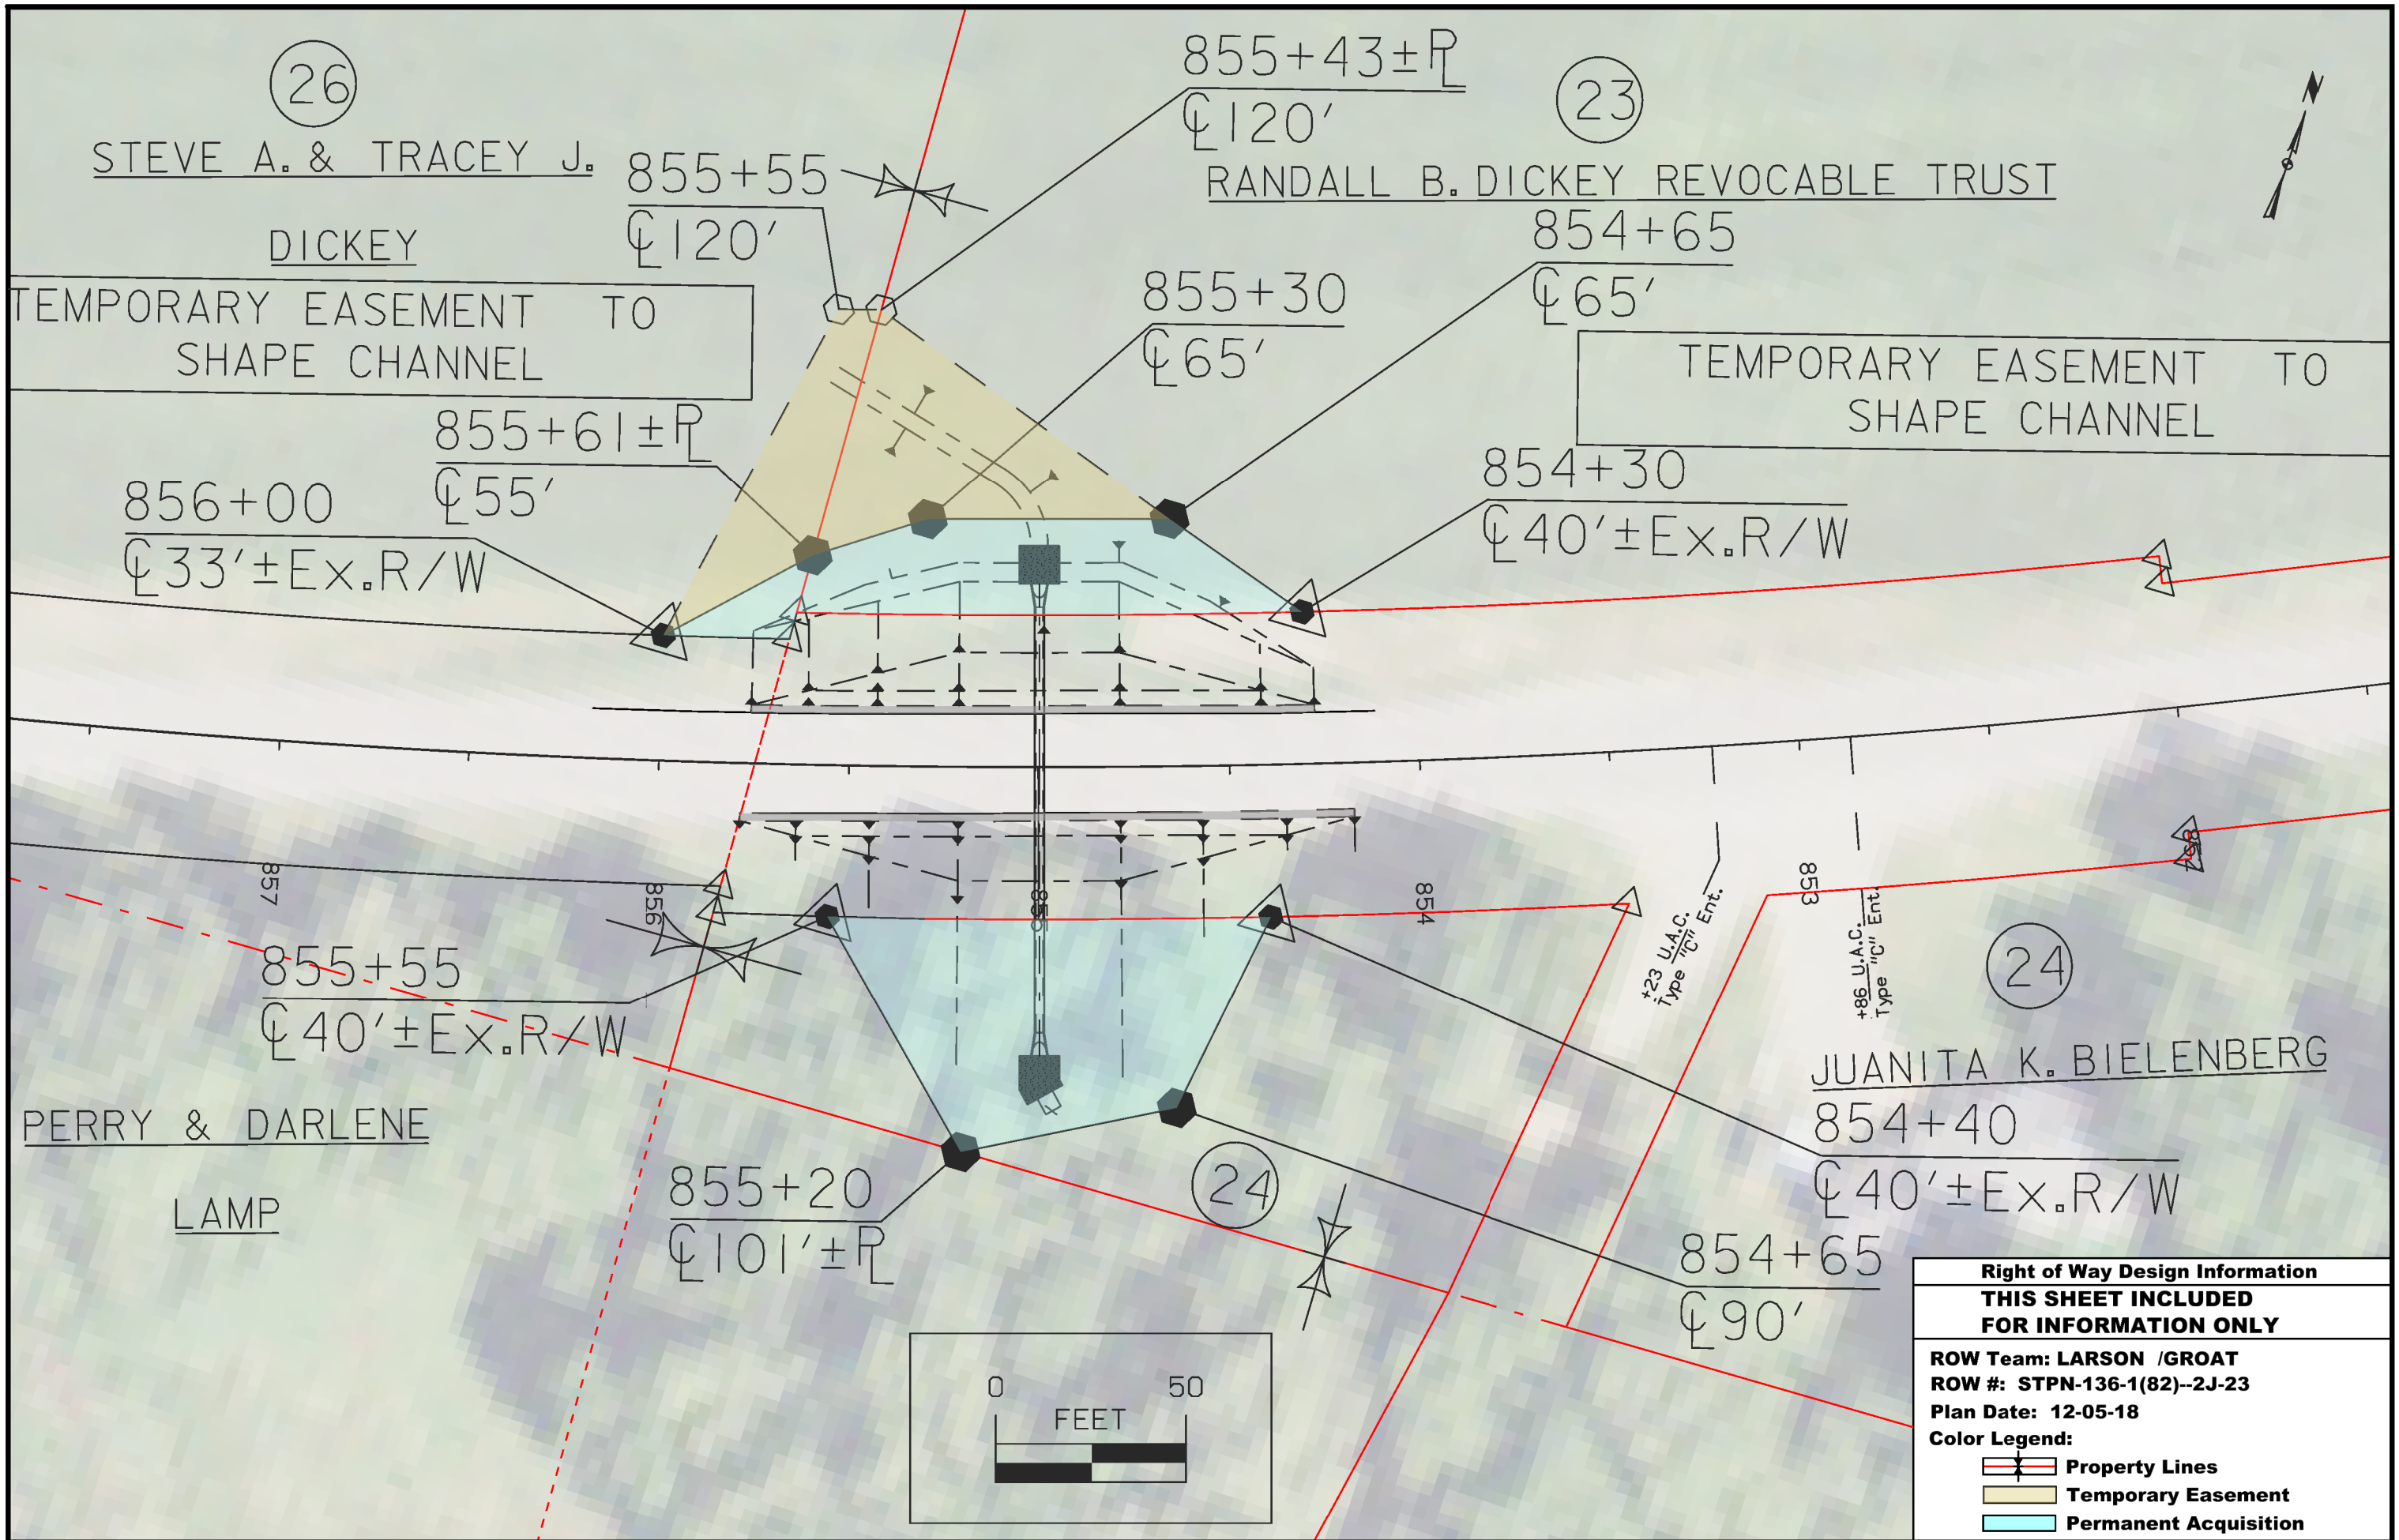 26
STEVE A. & TRACEY J.
DICKEY
TEMPORARY EASEMENT TO
SHAPE CHANNEL
855+55
℄120'
855+43±PL
℄120'
23
RANDALL B. DICKEY REVOCABLE TRUST
854+65
℄65'
855+30
℄65'
TEMPORARY EASEMENT TO
SHAPE CHANNEL
855+61±PL
℄55'
856+00
℄33'±Ex.R/W
854+30
℄40'±Ex.R/W
857
856
854
853
+23 U.A.C.
Type "C" Ent.
+86 U.A.C.
Type "C" Ent.
855+55
℄40'±Ex.R/W
24
JUANITA K. BIELENBERG
854+40
℄40'±Ex.R/W
PERRY & DARLENE
LAMP
855+20
℄101'±PL
24
854+65
℄90'
0 50
FEET
Right of Way Design Information
THIS SHEET INCLUDED
FOR INFORMATION ONLY
ROW Team: LARSON /GROAT
ROW #: STPN-136-1(82)--2J-23
Plan Date: 12-05-18
Color Legend:
Property Lines
Temporary Easement
Permanent Acquisition